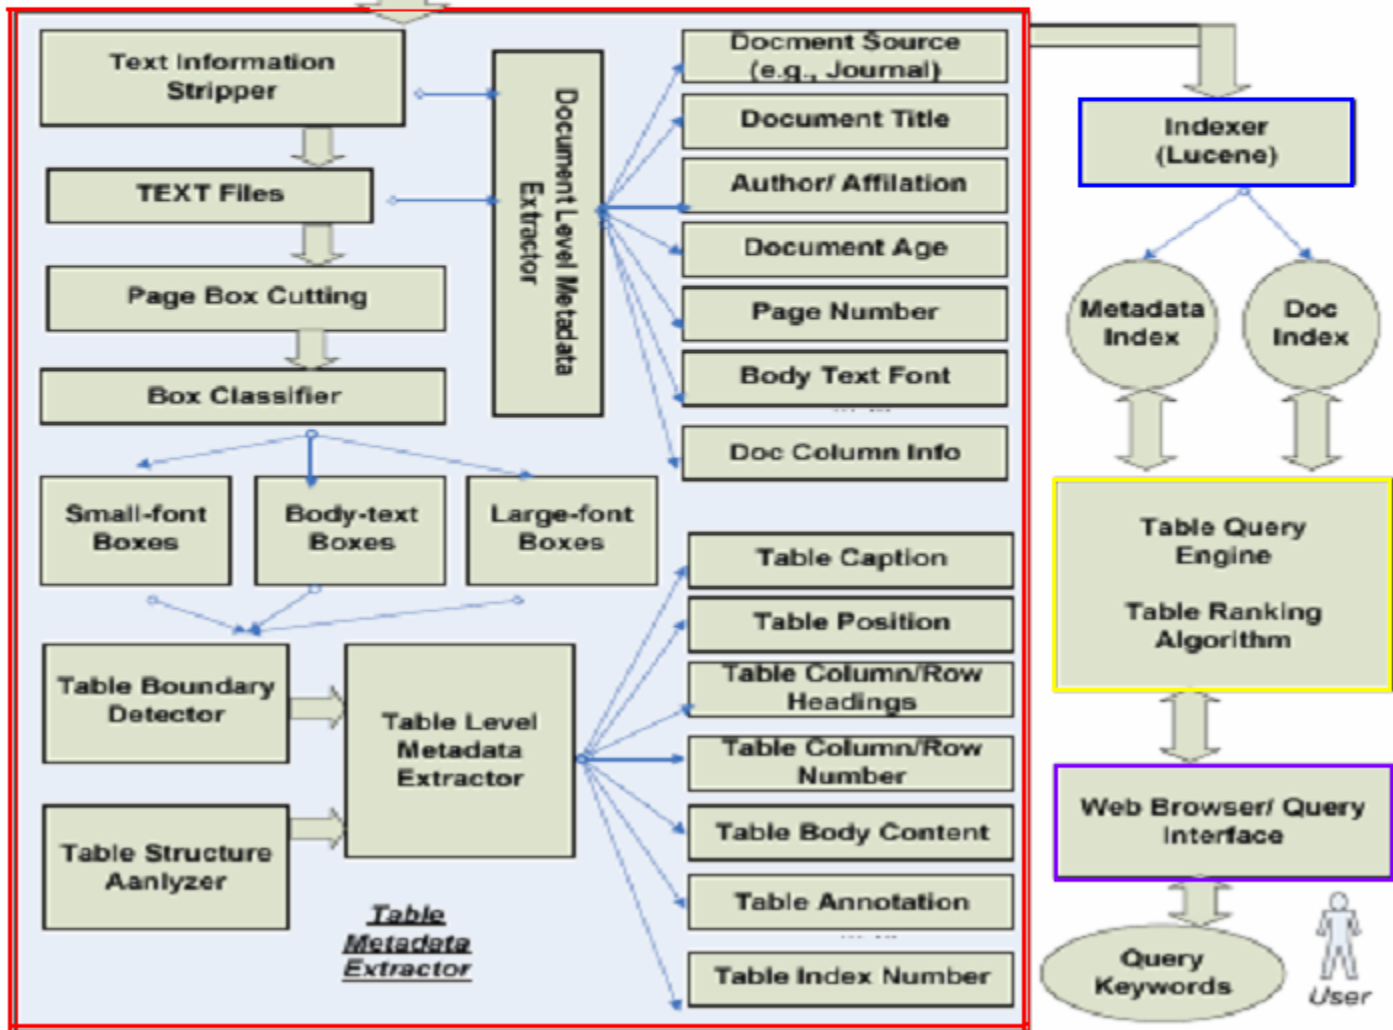 Text Information
Stripper
TEXT Files
Page Box Cutting
Box Classifier
Small-font
Boxes
Body-text
Boxes
Large-font
Boxes
Table Boundary
Detector
Table Structure
Aanlyzer
Table Level
Metadata
Extractor
Table
Metadata
Extractor
Document Level Metadata
Extractor
Docment Source
(e.g., Journal)
Document Title
Author/ Affilation
Document Age
Page Number
Body Text Font
... ...
Doc Column Info
Table Caption
Table Position
Table Column/Row
Headings
Table Column/Row
Number
Table Body Content
Table Annotation
... ...
Table Index Number
Indexer
(Lucene)
Metadada
Index
Doc
Index
Table Query
Engine
Table Ranking
Algorithm
Web Browser/ Query
Interface
Query
Keywords
User